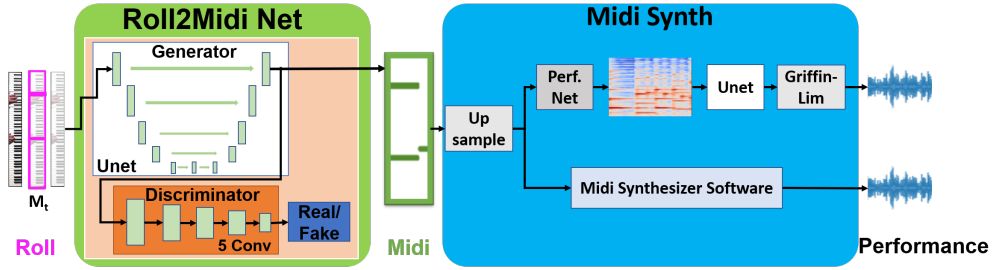 Roll2Midi Net
Midi Synth
Generator
Unet
M_t
Roll
Discriminator
5 Conv
Real/
Fake
Midi
Up
sample
Perf.
Net
Unet
Griffin-
Lim
Midi Synthesizer Software
Performance